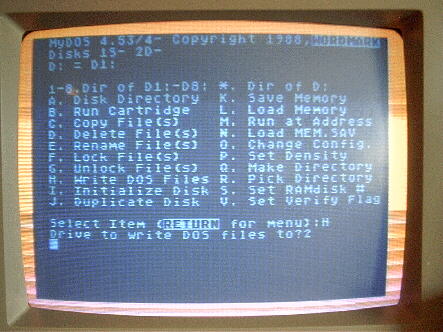 MyDOS 4.53/4- Copyright 1988,WORDMARK
Disks 1S- 2D-
D: = D1:
1-8.Dir of D1:-D8: *. Dir of D:
A. Disk Directory K. Save Memory
B. Run Cartridge L. Load Memory
C. Copy File(s) M. Run at Address
D. Delete File(s) N. Load MEM.SAV
E. Rename File(s) O. Change Config.
F. Lock File(s) P. Set Density
G. Unlock File(s) Q. Make Directory
H. Write DOS Files R. Pick Directory
I. Initialize Disk S. Set RAMdisk #
J. Duplicate Disk V. Set Verify Flag
Select Item (RETURN for menu):H
Drive to write DOS files to?2